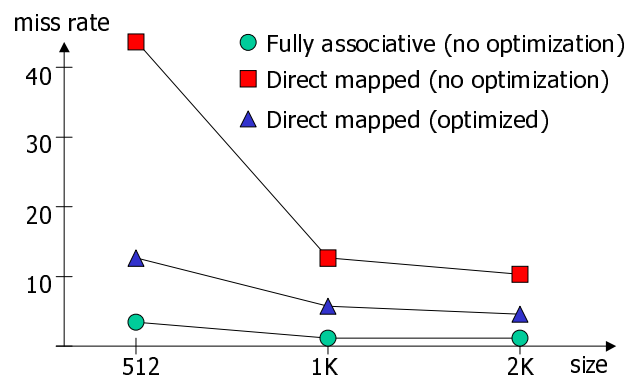 miss rate
Fully associative (no optimization)
Direct mapped (no optimization)
Direct mapped (optimized)
40
30
20
10
512
1K
2K
size